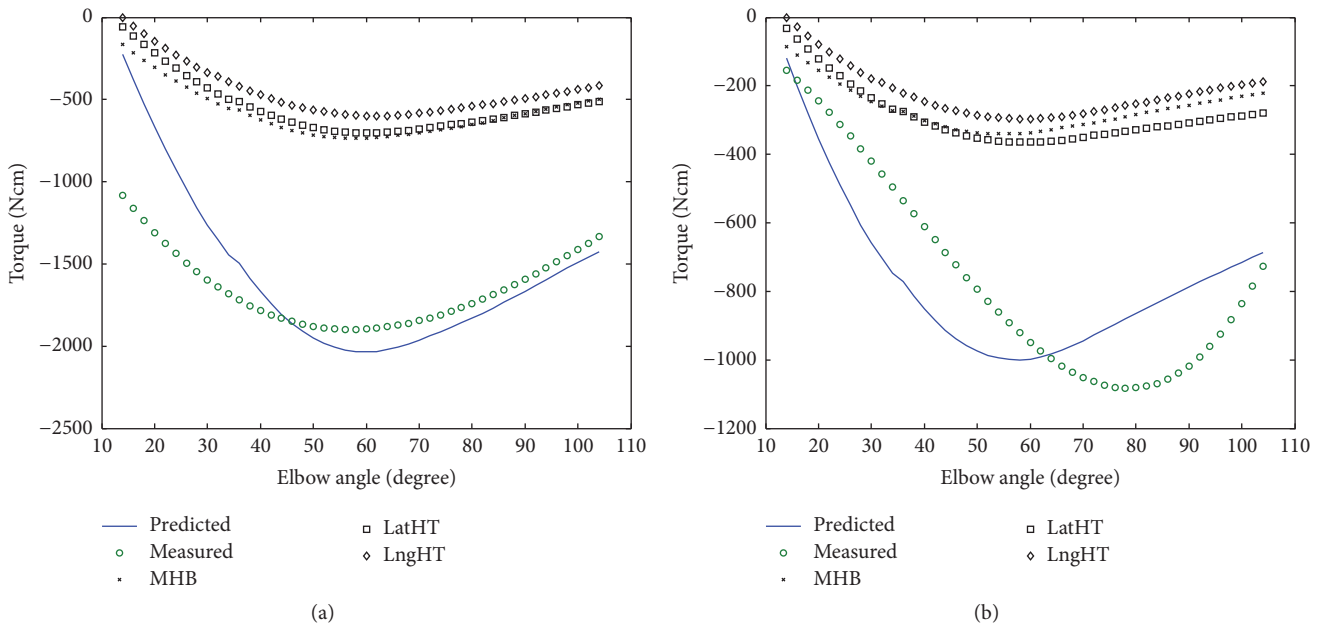 0
−500
−1000
−1500
−2000
−2500
Torque (Ncm)
10 20 30 40 50 60 70 80 90 100 110
Elbow angle (degree)
Predicted
Measured
MHB
LatHT
LngHT
(a)
0
−200
−400
−600
−800
−1000
−1200
Torque (Ncm)
10 20 30 40 50 60 70 80 90 100 110
Elbow angle (degree)
Predicted
Measured
MHB
LatHT
LngHT
(b)